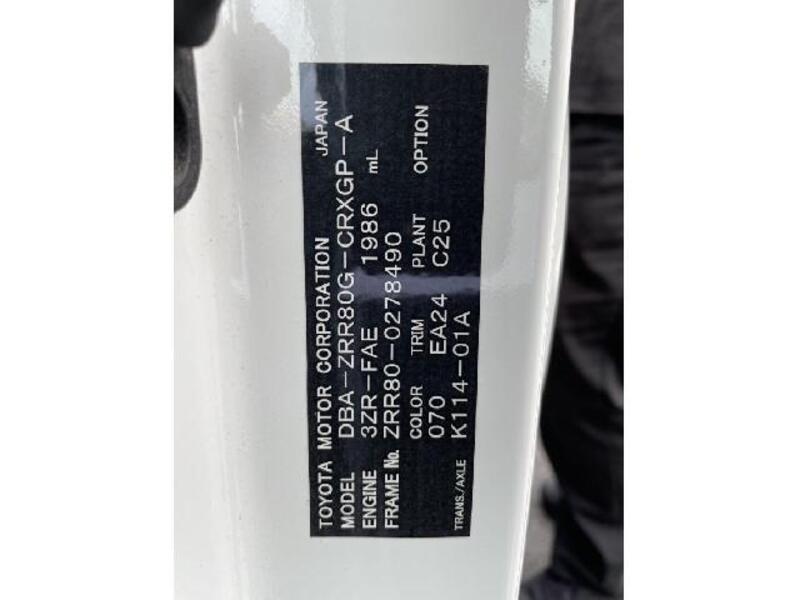 TOYOTA MOTOR CORPORATION JAPAN
MODEL DBA-ZRR80G-CRXGP-A
ENGINE 3ZR-FAE 1986 mL
FRAME No. ZRR80-0278490
COLOR TRIM PLANT OPTION
070 EA24 C25
TRANS./AXLE K114-01A